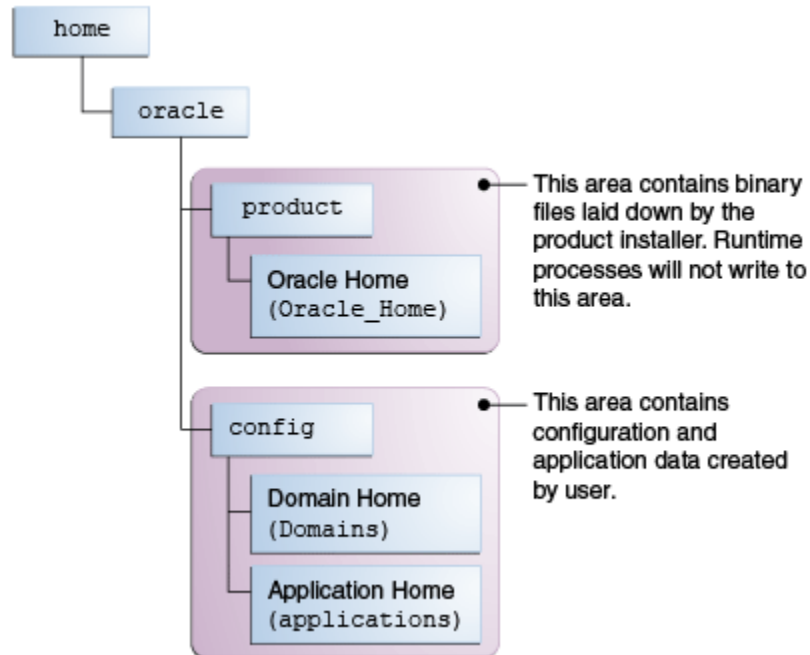 home
oracle
product
This area contains binary
files laid down by the
product installer. Runtime
processes will not write to
this area.
Oracle Home
(Oracle_Home)
config
This area contains
configuration and
application data created
by user.
Domain Home
(Domains)
Application Home
(applications)